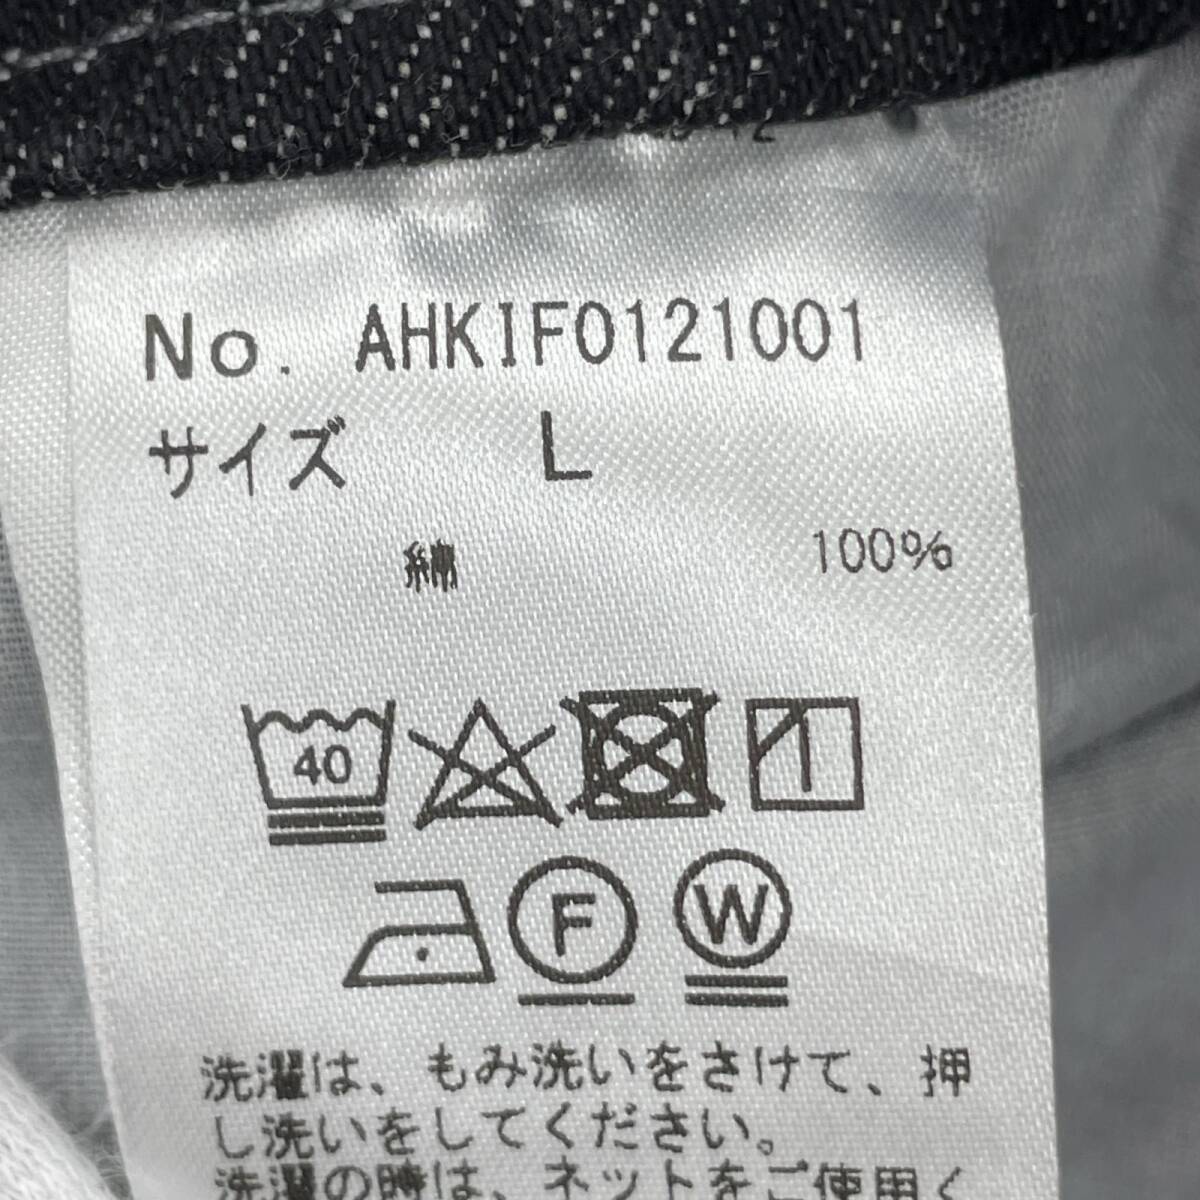 No. AHKIF0121001
サイズ L
綿 100%
40
F W
洗濯は、もみ洗いをさけて、押
し洗いをしてください。
洗濯の時は、ネットをご使用く